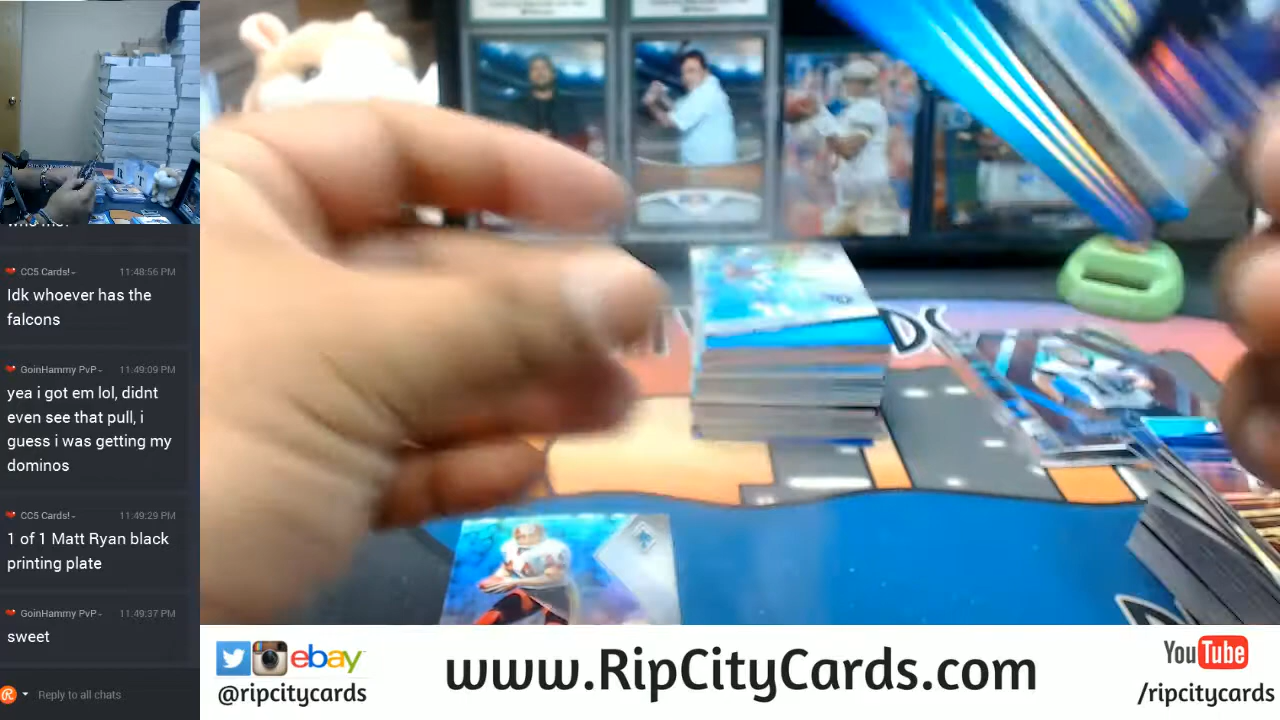 CC5 Cards!-
11:48:56 PM
Idk whoever has the
falcons
GoinHammy PvP-
11:49:09 PM
yea i got em lol, didnt
even see that pull, i
guess i was getting my
dominos
CC5 Cards!-
11:49:29 PM
1 of 1 Matt Ryan black
printing plate
GoinHammy PvP-
11:49:37 PM
sweet
Reply to all chats
ebay
@ripcitycards
www.RipCityCards.com
YouTube
/ripcitycards